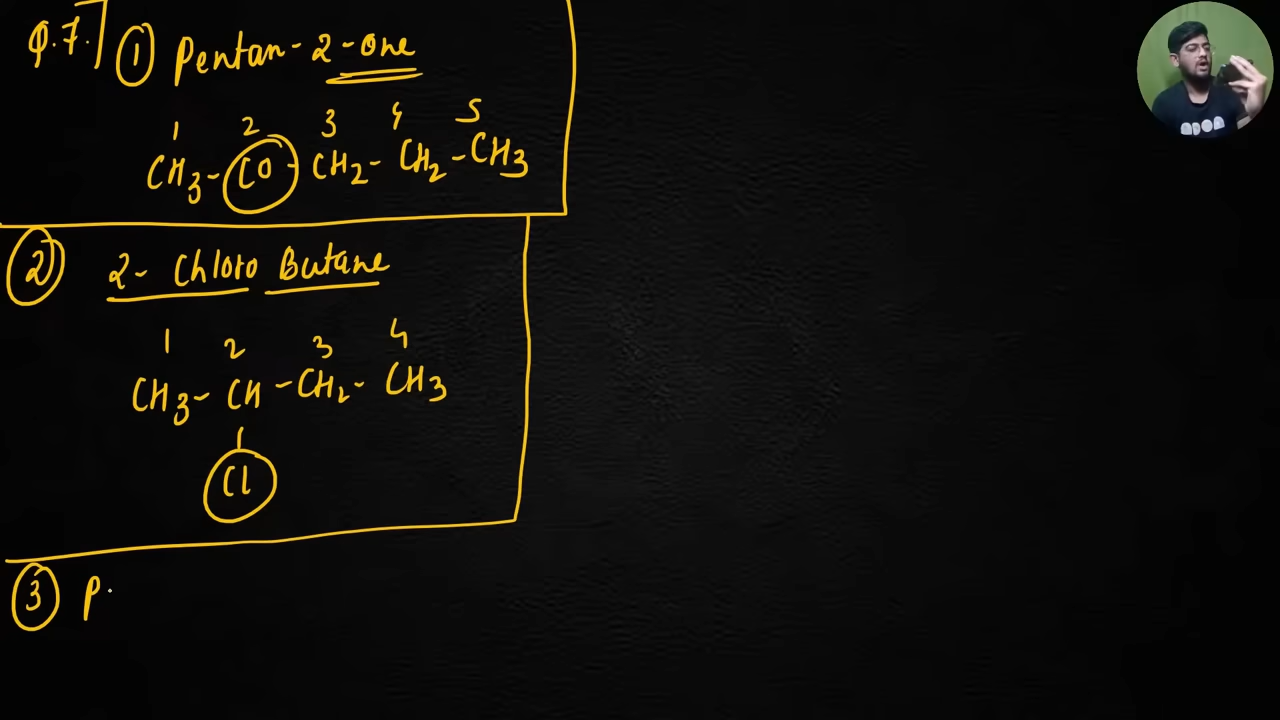 Q.7.] ① Pentan-2-one
1 2 3 4 5
CH3-CO-CH2-CH2-CH3
② 2- Chloro Butane
1 2 3 4
CH3-CH-CH2-CH3
Cl
③ P.